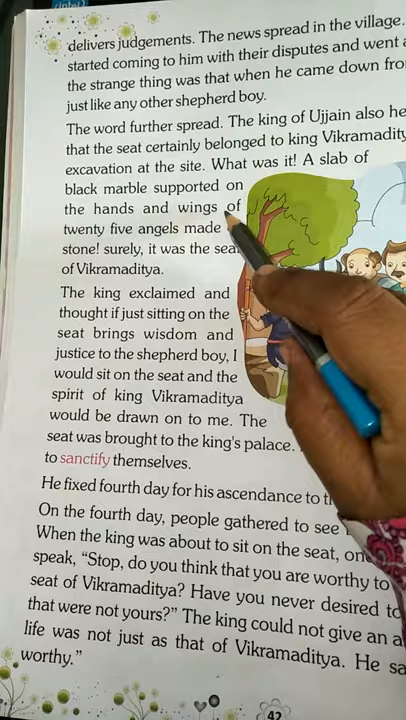 (intel)
delivers judgements. The news spread in the village.
started coming to him with their disputes and went
the strange thing was that when he came down fro
just like any other shepherd boy.
The word further spread. The king of Ujjain also he
that the seat certainly belonged to king Vikramadity
excavation at the site. What was it! A slab of
black marble supported on
the hands and wings of
twenty five angels made
stone! surely, it was the seat
of Vikramaditya.
The king exclaimed and
thought if just sitting on the
seat brings wisdom and
justice to the shepherd boy, I
would sit on the seat and the
spirit of king Vikramaditya
would be drawn on to me. The
seat was brought to the king's palace.
to sanctify themselves.
He fixed fourth day for his ascendance to th
On the fourth day, people gathered to see
When the king was about to sit on the seat, one
speak, “Stop, do you think that you are worthy to
seat of Vikramaditya? Have you never desired to
that were not yours?” The king could not give an a
life was not just as that of Vikramaditya. He sa
worthy.”
42